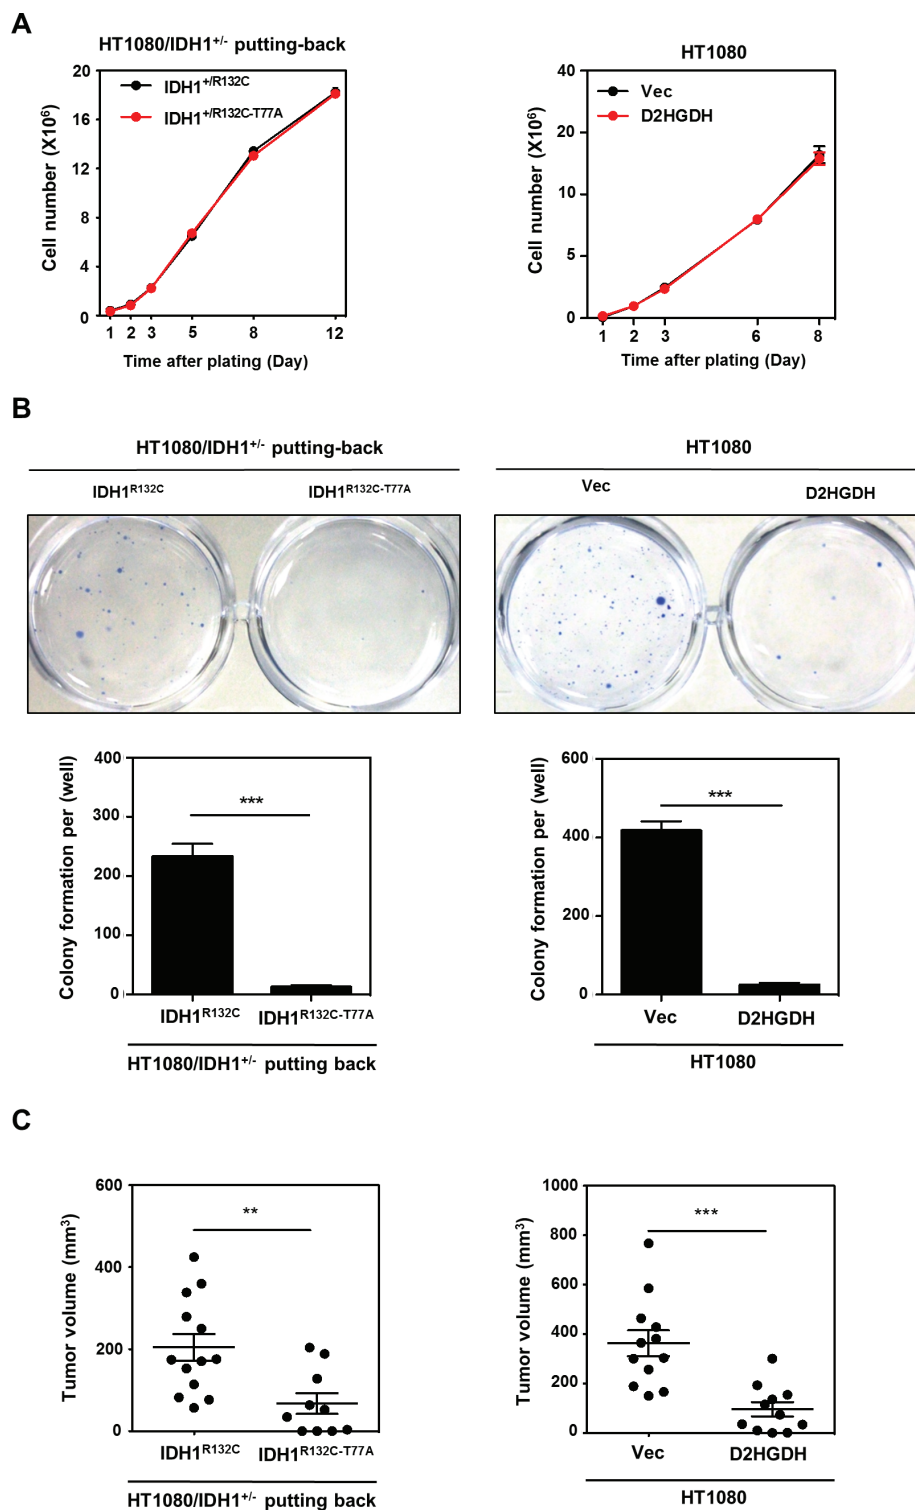 A
HT1080/IDH1+/- putting-back
HT1080
20
16
12
8
4
0
Cell number (X10⁶)
IDH1+/R132C
IDH1+/R132C-T77A
1 2 3 5 8 12
Time after plating (Day)
40
20
10
5
0
Cell number (X10⁶)
Vec
D2HGDH
1 2 3 6 8
Time after plating (Day)
B
HT1080/IDH1+/- putting-back
HT1080
IDH1R132C
IDH1R132C-T77A
Vec
D2HGDH
400
300
200
100
0
Colony formation per (well)
***
IDH1R132C
IDH1R132C-T77A
HT1080/IDH1+/- putting back
600
400
200
0
Colony formation per (well)
***
Vec
D2HGDH
HT1080
C
600
400
200
0
Tumor volume (mm³)
**
IDH1R132C
IDH1R132C-T77A
HT1080/IDH1+/- putting back
1000
800
600
400
200
0
Tumor volume (mm³)
***
Vec
D2HGDH
HT1080